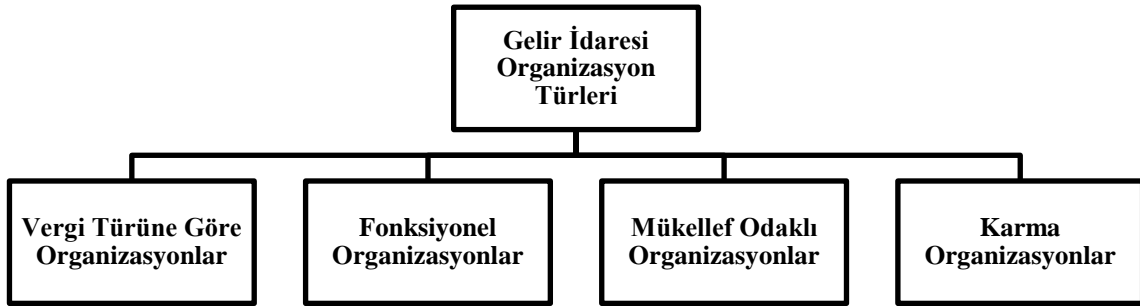 Gelir İdaresi
Organizasyon
Türleri
Vergi Türüne Göre
Organizasyonlar
Fonksiyonel
Organizasyonlar
Mükellef Odaklı
Organizasyonlar
Karma
Organizasyonlar